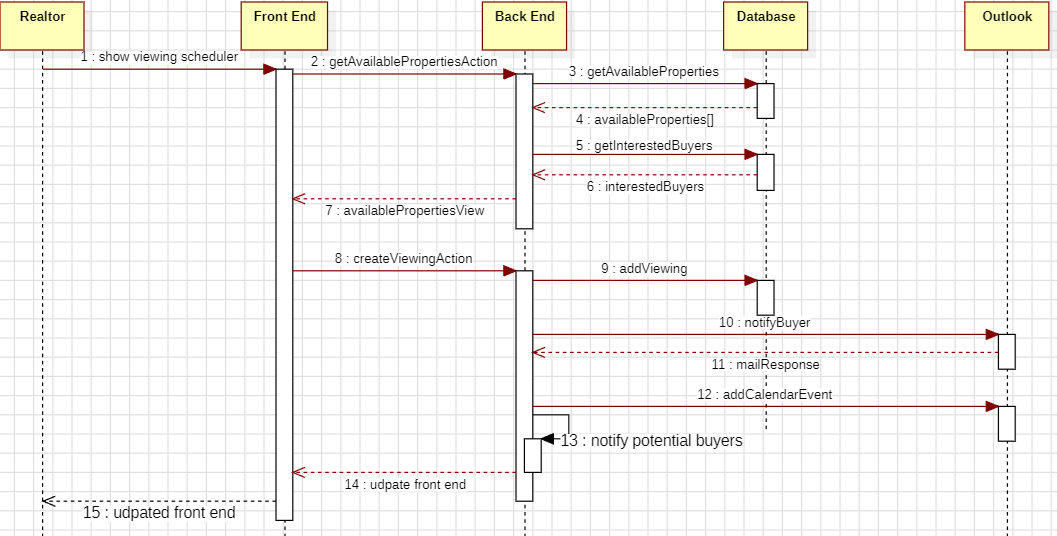 Realtor
Front End
Back End
Database
Outlook
1 : show viewing scheduler
2 : getAvailablePropertiesAction
3 : getAvailableProperties
4 : availableProperties[]
5 : getInterestedBuyers
6 : interestedBuyers
7 : availablePropertiesView
8 : createViewingAction
9 : addViewing
10 : notifyBuyer
11 : mailResponse
12 : addCalendarEvent
13 : notify potential buyers
14 : udpate front end
15 : udpated front end